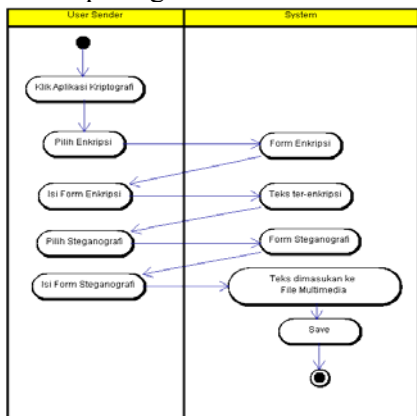 User Sender
System
Klik Aplikasi Kriptografi
Pilih Enkripsi
Form Enkripsi
Isi Form Enkripsi
Teks ter-enkripsi
Pilih Steganografi
Form Steganografi
Isi Form Steganografi
Teks dimasukan ke
File Multimedia
Save